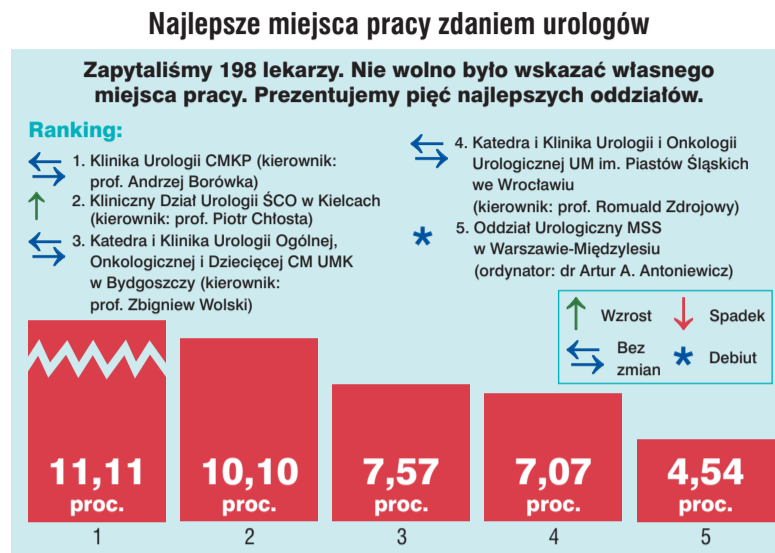 Najlepsze miejsca pracy zdaniem urologów
Zapytaliśmy 198 lekarzy. Nie wolno było wskazać własnego
miejsca pracy. Prezentujemy pięć najlepszych oddziałów.
Ranking:
1. Klinika Urologii CMKP (kierownik:
prof. Andrzej Borówka)
2. Kliniczny Dział Urologii ŚCO w Kielcach
(kierownik: prof. Piotr Chłosta)
3. Katedra i Klinika Urologii Ogólnej,
Onkologicznej i Dziecięcej CM UMK
w Bydgoszczy (kierownik:
prof. Zbigniew Wolski)
4. Katedra i Klinika Urologii i Onkologii
Urologicznej UM im. Piastów Śląskich
we Wrocławiu
(kierownik: prof. Romuald Zdrojowy)
5. Oddział Urologiczny MSS
w Warszawie-Międzylesiu
(ordynator: dr Artur A. Antoniewicz)
Wzrost
Spadek
Bez
zmian
Debiut
11,11
proc.
10,10
proc.
7,57
proc.
7,07
proc.
4,54
proc.
1
2
3
4
5